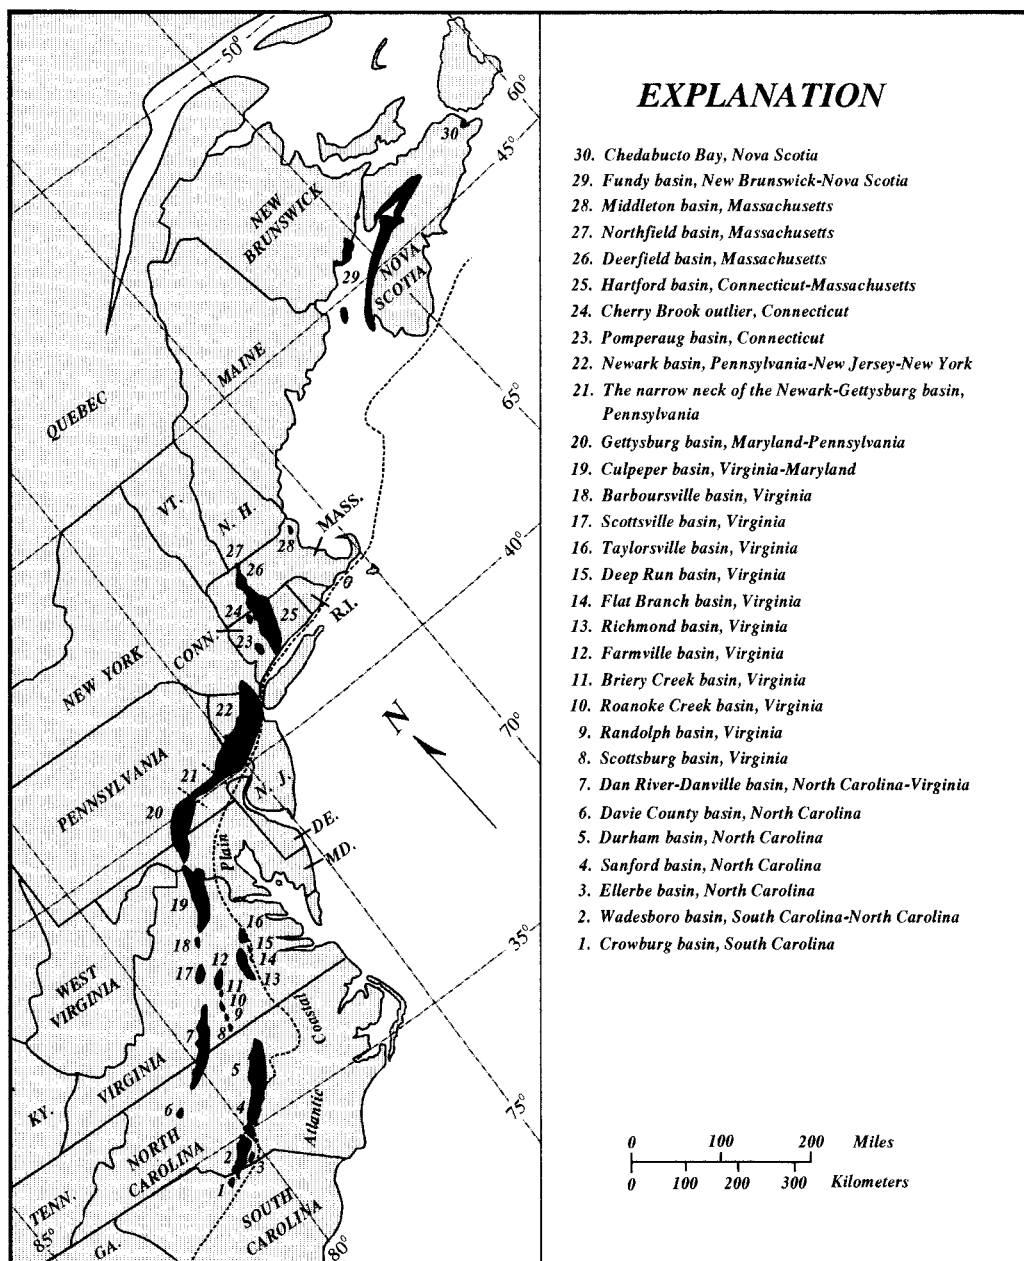 50°
60°
30
45°
NEW
BRUNSWICK
NOVA
SCOTIA
29
MAINE
QUEBEC
65°
VT.
N. H.
MASS.
27
28
26
40°
24
25
R.I.
CONN.
23
NEW YORK
22
N
70°
21
N. J.
PENNSYLVANIA
20
DE.
MD.
Plain
19
16
35°
18
15
12
14
17
13
11
WEST
VIRGINIA
10
9
Coastal
7
8
VIRGINIA
5
KY.
75°
6
4
Atlantic
NORTH
CAROLINA
2
3
1
TENN.
SOUTH
CAROLINA
85°
GA.
80°
EXPLANATION
30. Chedabucto Bay, Nova Scotia
29. Fundy basin, New Brunswick-Nova Scotia
28. Middleton basin, Massachusetts
27. Northfield basin, Massachusetts
26. Deerfield basin, Massachusetts
25. Hartford basin, Connecticut-Massachusetts
24. Cherry Brook outlier, Connecticut
23. Pomperaug basin, Connecticut
22. Newark basin, Pennsylvania-New Jersey-New York
21. The narrow neck of the Newark-Gettysburg basin,
Pennsylvania
20. Gettysburg basin, Maryland-Pennsylvania
19. Culpeper basin, Virginia-Maryland
18. Barboursville basin, Virginia
17. Scottsville basin, Virginia
16. Taylorsville basin, Virginia
15. Deep Run basin, Virginia
14. Flat Branch basin, Virginia
13. Richmond basin, Virginia
12. Farmville basin, Virginia
11. Briery Creek basin, Virginia
10. Roanoke Creek basin, Virginia
9. Randolph basin, Virginia
8. Scottsburg basin, Virginia
7. Dan River-Danville basin, North Carolina-Virginia
6. Davie County basin, North Carolina
5. Durham basin, North Carolina
4. Sanford basin, North Carolina
3. Ellerbe basin, North Carolina
2. Wadesboro basin, South Carolina-North Carolina
1. Crowburg basin, South Carolina
0 100 200 Miles
0 100 200 300 Kilometers